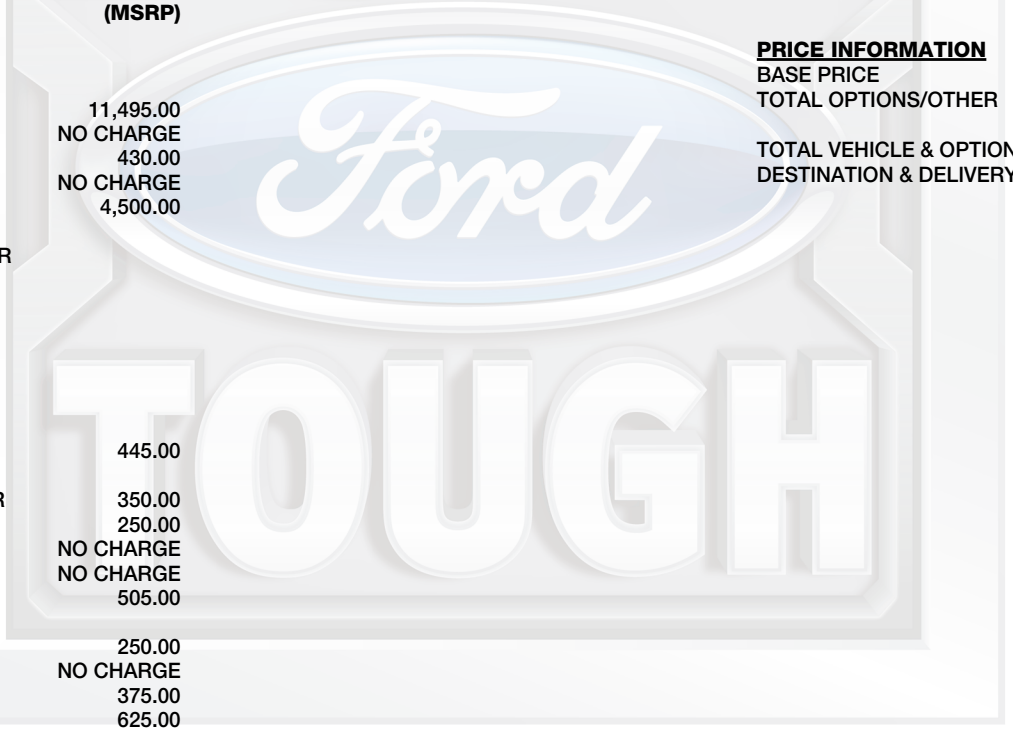 (MSRP)
11,495.00
NO CHARGE
430.00
NO CHARGE
4,500.00
R
445.00
R 350.00
250.00
NO CHARGE
NO CHARGE
505.00
250.00
NO CHARGE
375.00
625.00
PRICE INFORMATION
BASE PRICE
TOTAL OPTIONS/OTHER
TOTAL VEHICLE & OPTION
DESTINATION & DELIVERY
Ford
TOUGH